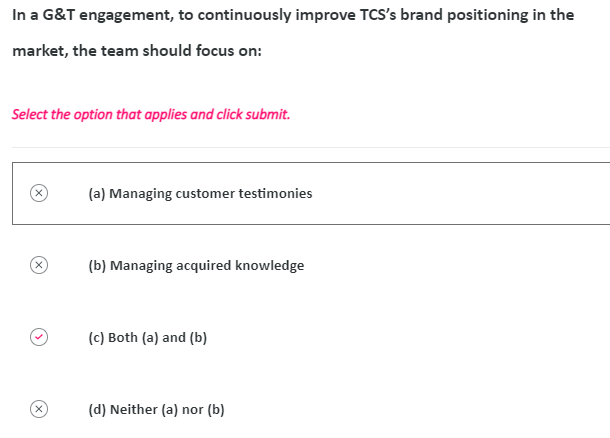 In a G&T engagement, to continuously improve TCS’s brand positioning in the
market, the team should focus on:
Select the option that applies and click submit.
(a) Managing customer testimonies
(b) Managing acquired knowledge
(c) Both (a) and (b)
(d) Neither (a) nor (b)